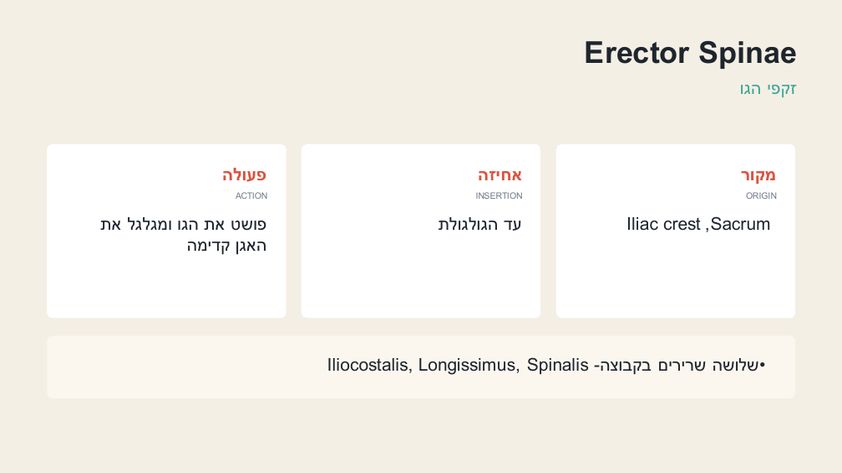 Erector Spinae
זקפי הגו
מקור
ORIGIN
Iliac crest ,Sacrum
אחיזה
INSERTION
עד הגולגולת
פעולה
ACTION
פושט את הגו ומגלגל את
האגן קדימה
•שלושה שרירים בקבוצה- Iliocostalis, Longissimus, Spinalis